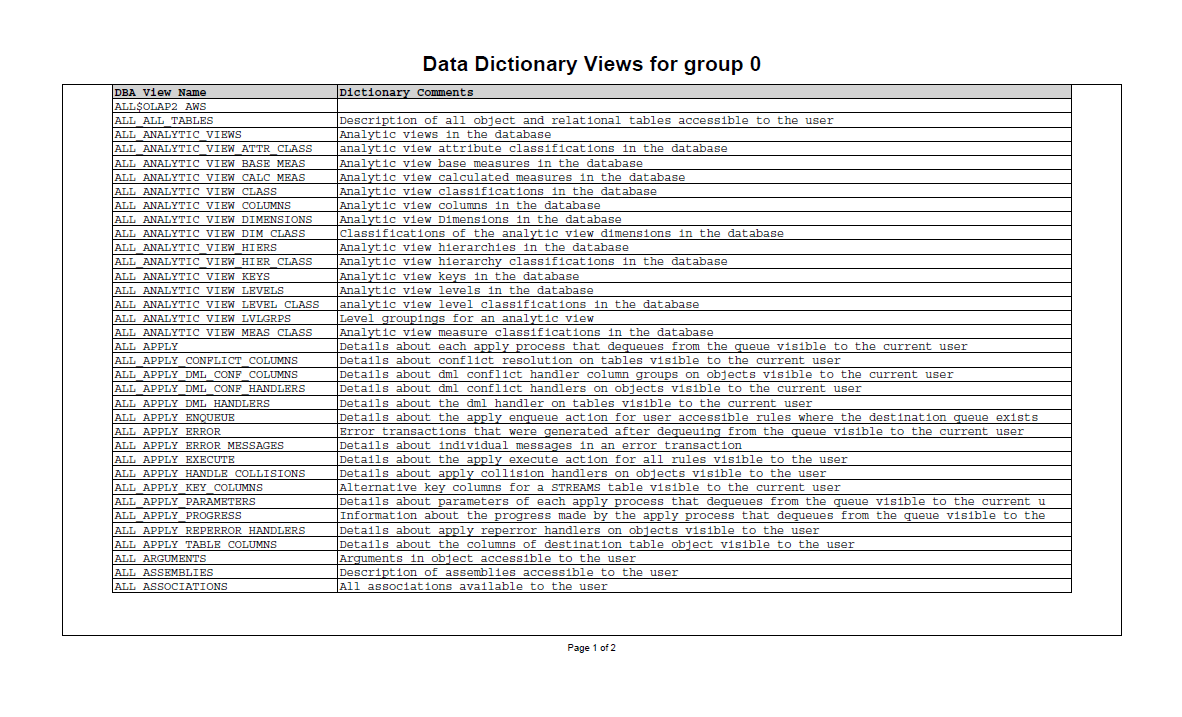 Data Dictionary Views for group 0
DBA View Name Dictionary Comments
ALL$OLAP2_AWS
ALL_ALL_TABLES Description of all object and relational tables accessible to the user
ALL_ANALYTIC_VIEWS Analytic views in the database
ALL_ANALYTIC_VIEW_ATTR_CLASS analytic view attribute classifications in the database
ALL_ANALYTIC_VIEW_BASE_MEAS Analytic view base measures in the database
ALL_ANALYTIC_VIEW_CALC_MEAS Analytic view calculated measures in the database
ALL_ANALYTIC_VIEW_CLASS Analytic view classifications in the database
ALL_ANALYTIC_VIEW_COLUMNS Analytic view columns in the database
ALL_ANALYTIC_VIEW_DIMENSIONS Analytic view Dimensions in the database
ALL_ANALYTIC_VIEW_DIM_CLASS Classifications of the analytic view dimensions in the database
ALL_ANALYTIC_VIEW_HIERS Analytic view hierarchies in the database
ALL_ANALYTIC_VIEW_HIER_CLASS Analytic view hierarchy classifications in the database
ALL_ANALYTIC_VIEW_KEYS Analytic view keys in the database
ALL_ANALYTIC_VIEW_LEVELS Analytic view levels in the database
ALL_ANALYTIC_VIEW_LEVEL_CLASS analytic view level classifications in the database
ALL_ANALYTIC_VIEW_LVLGRPS Level groupings for an analytic view
ALL_ANALYTIC_VIEW_MEAS_CLASS Analytic view measure classifications in the database
ALL_APPLY Details about each apply process that dequeues from the queue visible to the current user
ALL_APPLY_CONFLICT_COLUMNS Details about conflict resolution on tables visible to the current user
ALL_APPLY_DML_CONF_COLUMNS Details about dml conflict handler column groups on objects visible to the current user
ALL_APPLY_DML_CONF_HANDLERS Details about dml conflict handlers on objects visible to the current user
ALL_APPLY_DML_HANDLERS Details about the dml handler on tables visible to the current user
ALL_APPLY_ENQUEUE Details about the apply enqueue action for user accessible rules where the destination queue exists
ALL_APPLY_ERROR Error transactions that were generated after dequeuing from the queue visible to the current user
ALL_APPLY_ERROR_MESSAGES Details about individual messages in an error transaction
ALL_APPLY_EXECUTE Details about the apply execute action for all rules visible to the user
ALL_APPLY_HANDLE_COLLISIONS Details about apply collision handlers on objects visible to the user
ALL_APPLY_KEY_COLUMNS Alternative key columns for a STREAMS table visible to the current user
ALL_APPLY_PARAMETERS Details about parameters of each apply process that dequeues from the queue visible to the current u
ALL_APPLY_PROGRESS Information about the progress made by the apply process that dequeues from the queue visible to the
ALL_APPLY_REPERROR_HANDLERS Details about apply reperror handlers on objects visible to the user
ALL_APPLY_TABLE_COLUMNS Details about the columns of destination table object visible to the user
ALL_ARGUMENTS Arguments in object accessible to the user
ALL_ASSEMBLIES Description of assemblies accessible to the user
ALL_ASSOCIATIONS All associations available to the user
Page 1 of 2